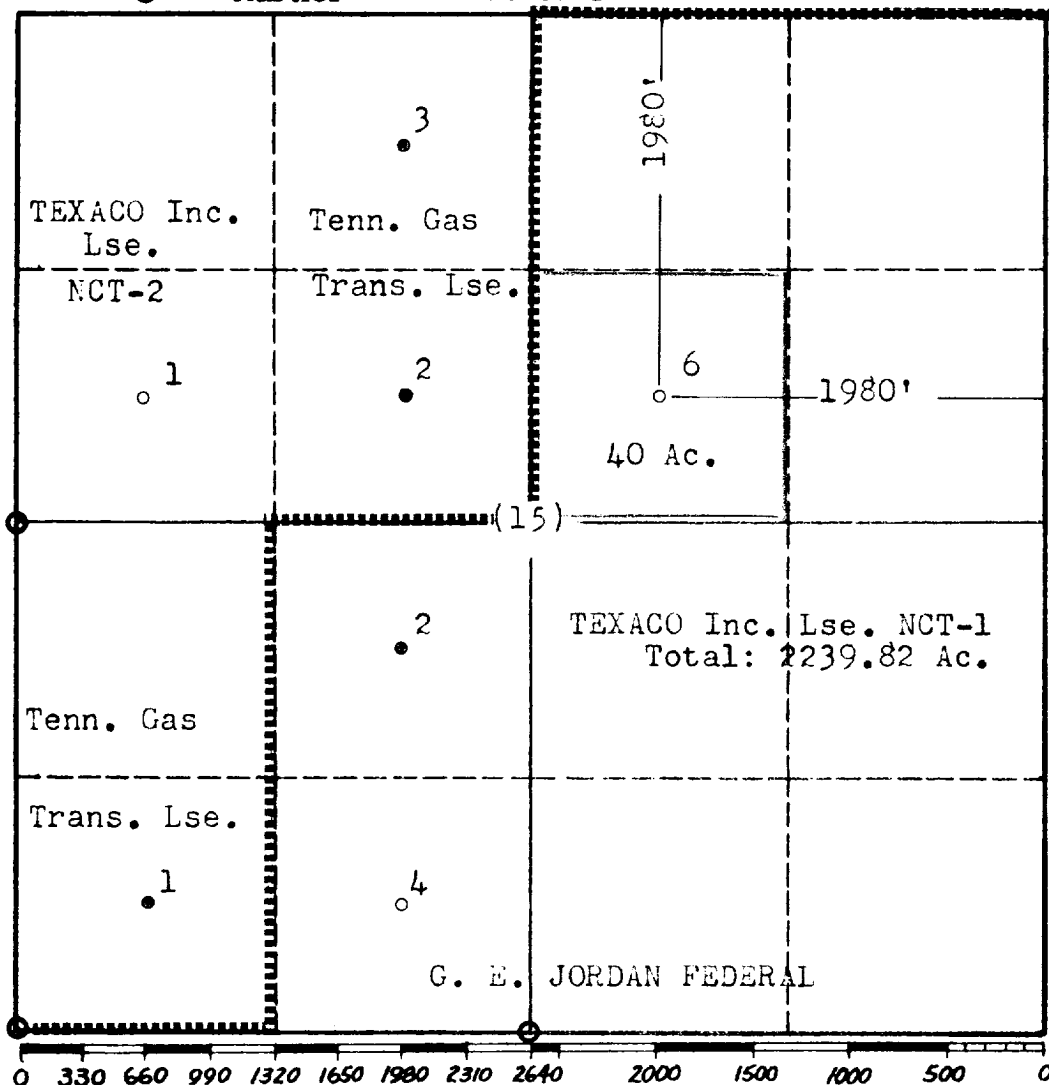 3
1980'
TEXACO Inc.
Lse.
Tenn. Gas
NCT-2
Trans. Lse.
1
2
6
1980'
40 Ac.
(15)
2
TEXACO Inc. Lse. NCT-1
Total: 2239.82 Ac.
Tenn. Gas
Trans. Lse.
1
4
G. E. JORDAN FEDERAL
0 330 660 990 1320 1650 1980 2310 2640 2000 1500 1000 500 0